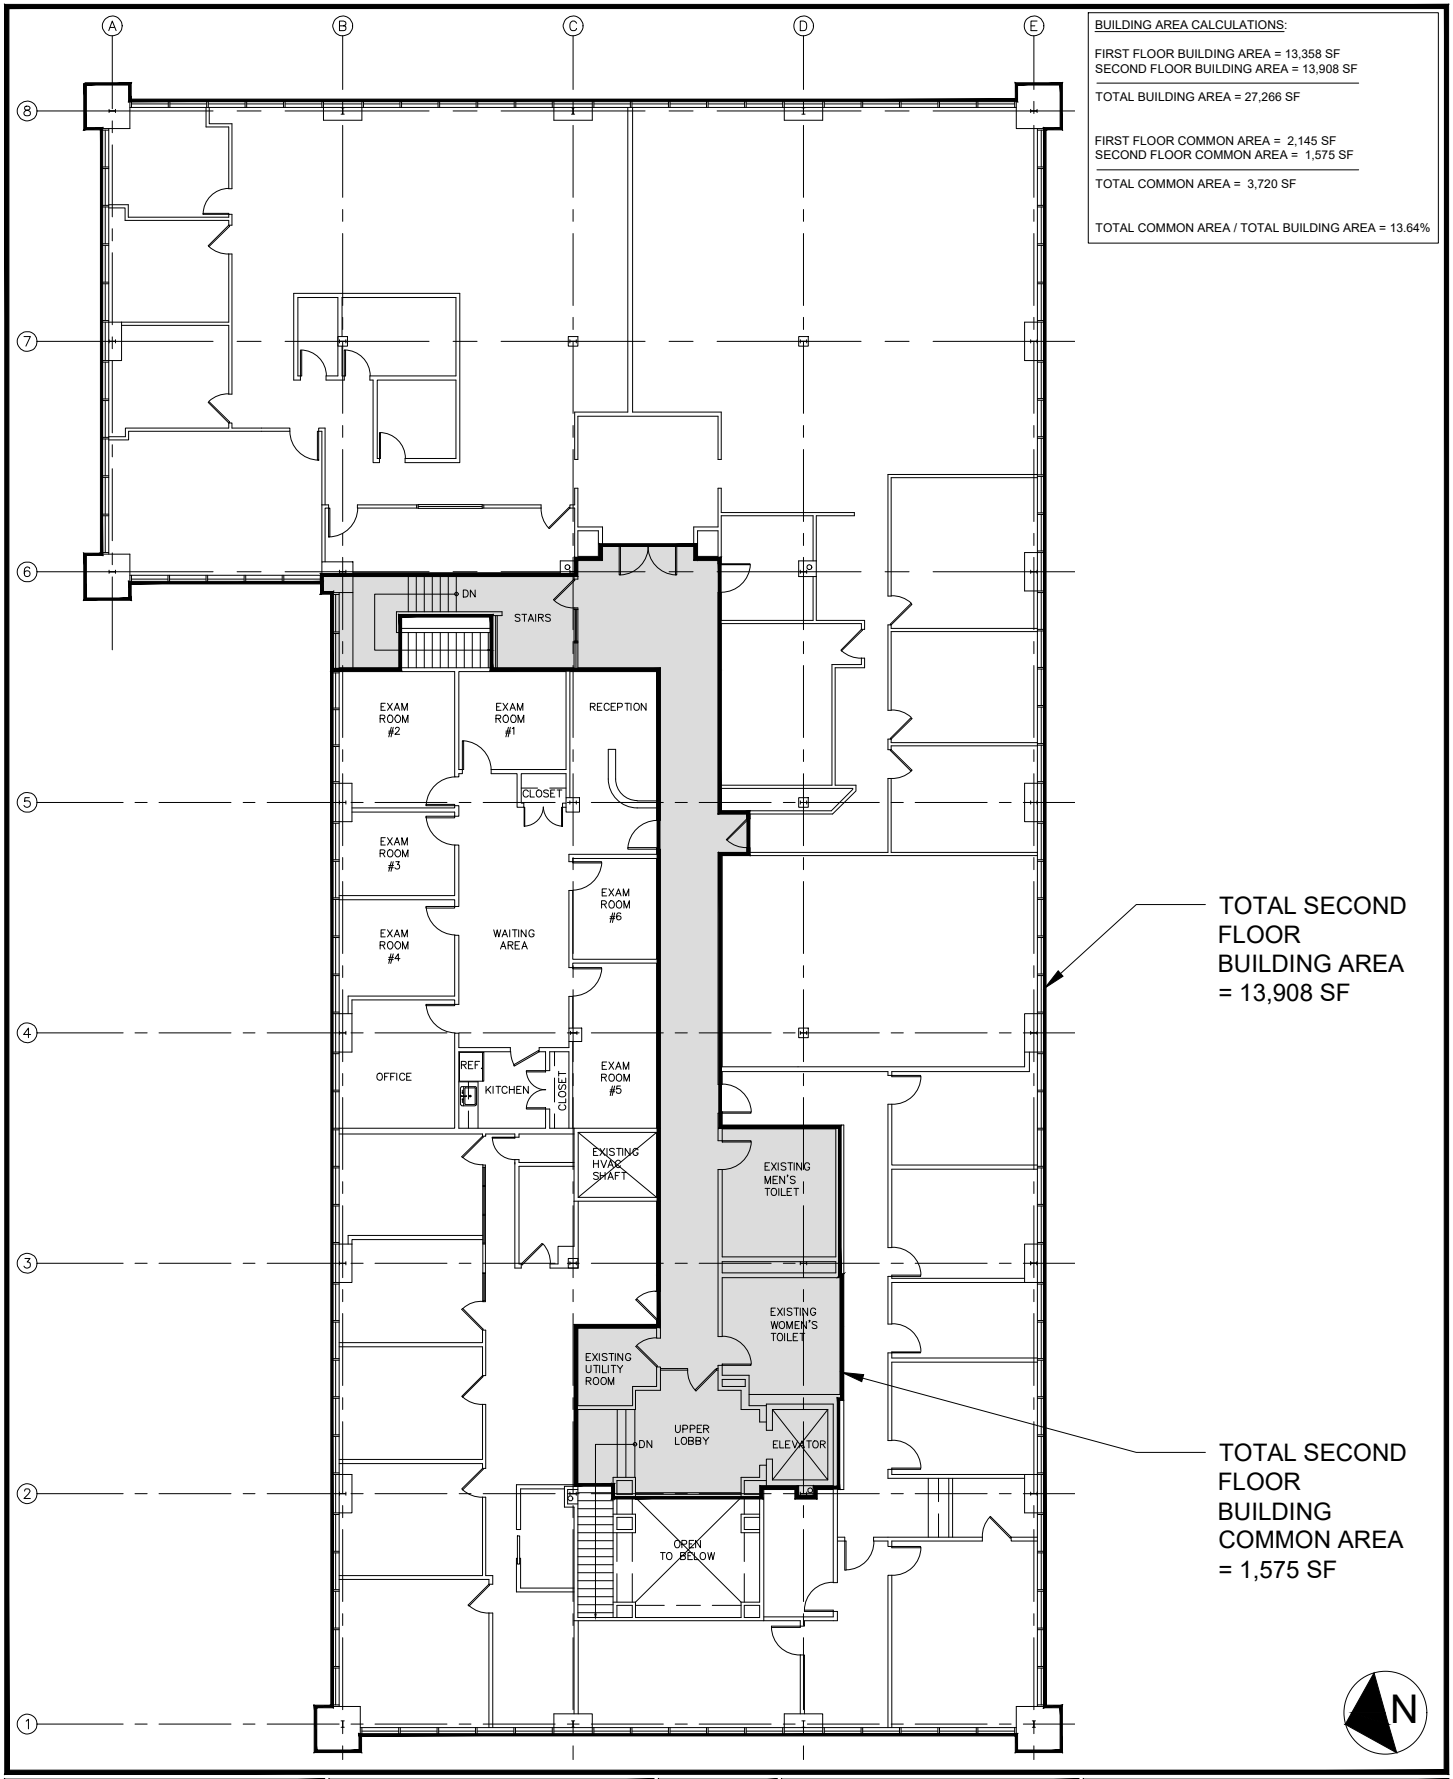 A
B
C
D
E
BUILDING AREA CALCULATIONS:
FIRST FLOOR BUILDING AREA = 13,358 SF
SECOND FLOOR BUILDING AREA = 13,908 SF
TOTAL BUILDING AREA = 27,266 SF
FIRST FLOOR COMMON AREA = 2,145 SF
SECOND FLOOR COMMON AREA = 1,575 SF
TOTAL COMMON AREA = 3,720 SF
TOTAL COMMON AREA / TOTAL BUILDING AREA = 13.64%
8
7
6
DN
STAIRS
EXAM
ROOM
#2
EXAM
ROOM
#1
RECEPTION
5
CLOSET
EXAM
ROOM
#3
EXAM
ROOM
#6
EXAM
ROOM
#4
WAITING
AREA
TOTAL SECOND
FLOOR
BUILDING AREA
= 13,908 SF
4
OFFICE
REF.
KITCHEN
CLOSET
EXAM
ROOM
#5
EXISTING
HVAC
SHAFT
EXISTING
MEN'S
TOILET
3
EXISTING
WOMEN'S
TOILET
EXISTING
UTILITY
ROOM
UPPER
LOBBY
DN
ELEVATOR
TOTAL SECOND
FLOOR
BUILDING
COMMON AREA
= 1,575 SF
2
OPEN
TO BELOW
1
N